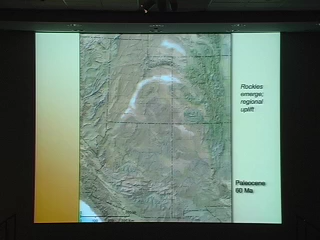 Rockies
emerge;
regional
uplift
Paleocene
60 Ma